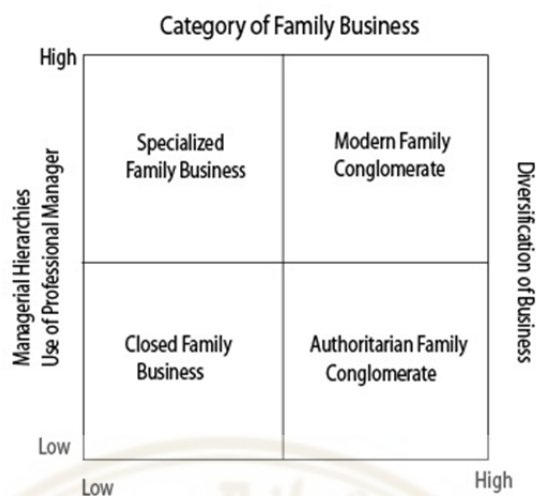 Category of Family Business
High
Specialized
Family Business
Modern Family
Conglomerate
Managerial Hierarchies
Use of Professional Manager
Diversification of Business
Closed Family
Business
Authoritarian Family
Conglomerate
Low
Low
High